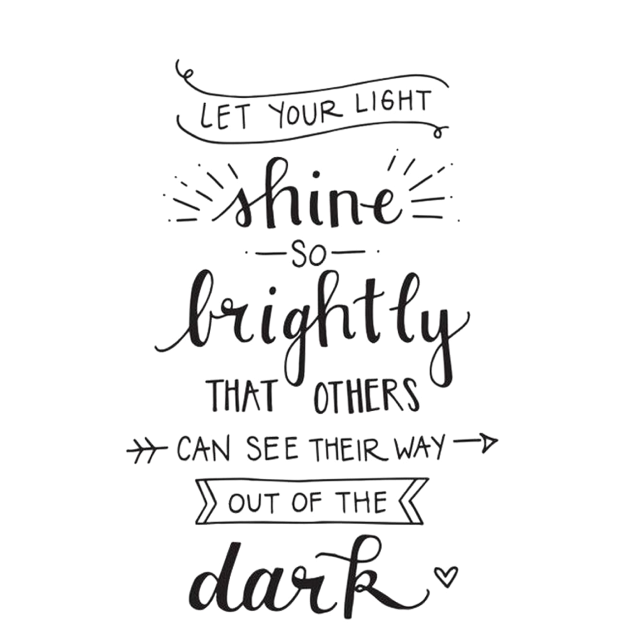 LET YOUR LIGHT
shine
SO
brightly
THAT OTHERS
CAN SEE THEIR WAY
OUT OF THE
dark